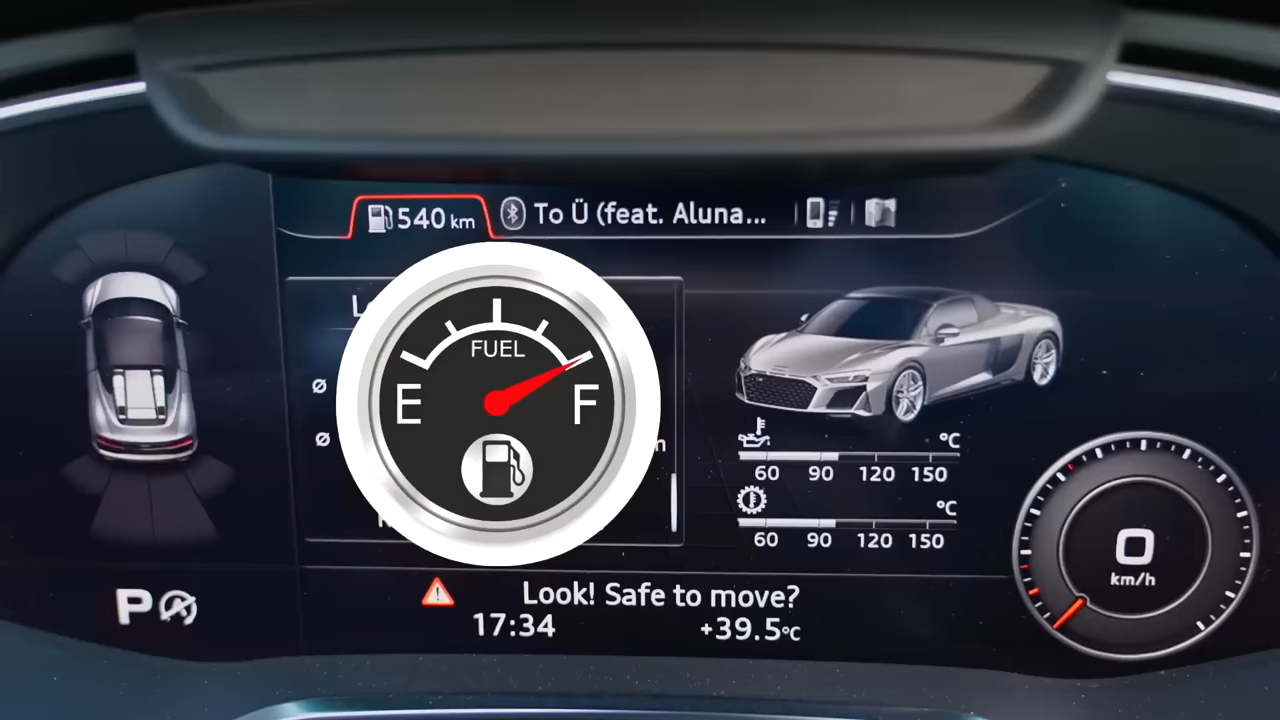 540 km
To Ü (feat. Aluna...
FUEL
E F
°C
60 90 120 150
°C
60 90 120 150
0
km/h
P
Look! Safe to move?
17:34 +39.5°C